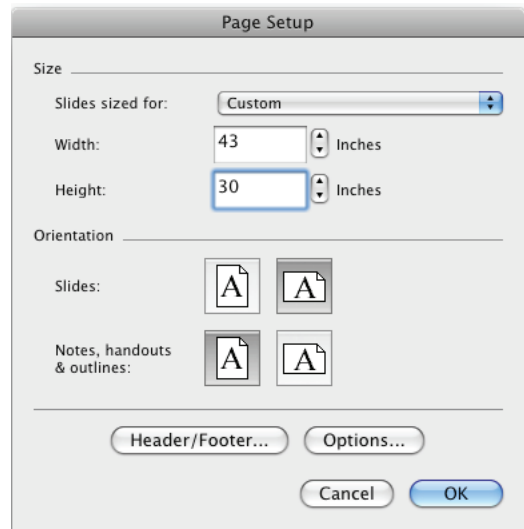 Page Setup
Size
Slides sized for: Custom
Width: 43 Inches
Height: 30 Inches
Orientation
Slides: A A
Notes, handouts
& outlines: A A
Header/Footer... Options...
Cancel OK